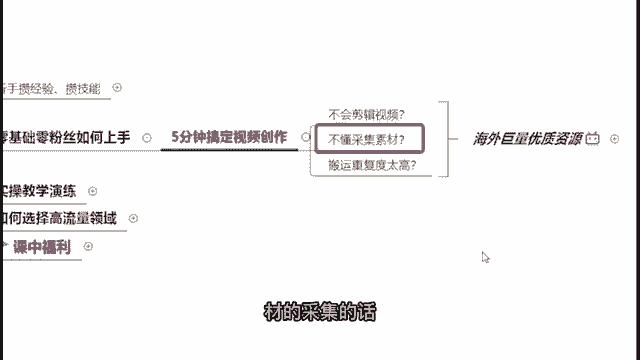 新手攒经验、攒技能
零基础零粉丝如何上手
5分钟搞定视频创作
不会剪辑视频?
不懂采集素材?
搬运重复度太高?
海外巨量优质资源
实操教学演练
如何选择高流量领域
课中福利
材的采集的话